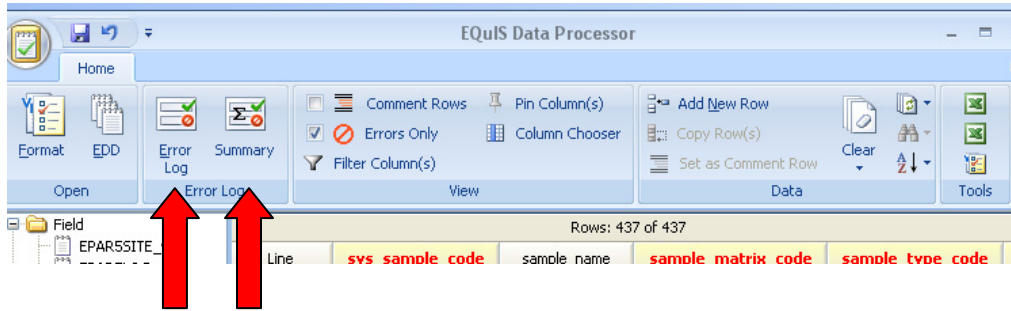 EQuIS Data Processor
Home
Format
EDD
Error Log
Summary
Comment Rows
Errors Only
Filter Column(s)
Pin Column(s)
Column Chooser
Add New Row
Copy Row(s)
Set as Comment Row
Clear
Open
Error Log
View
Data
Tools
Field
Rows: 437 of 437
EPAR5SITE_
Line
sys_sample_code
sample_name
sample_matrix_code
sample_type_code